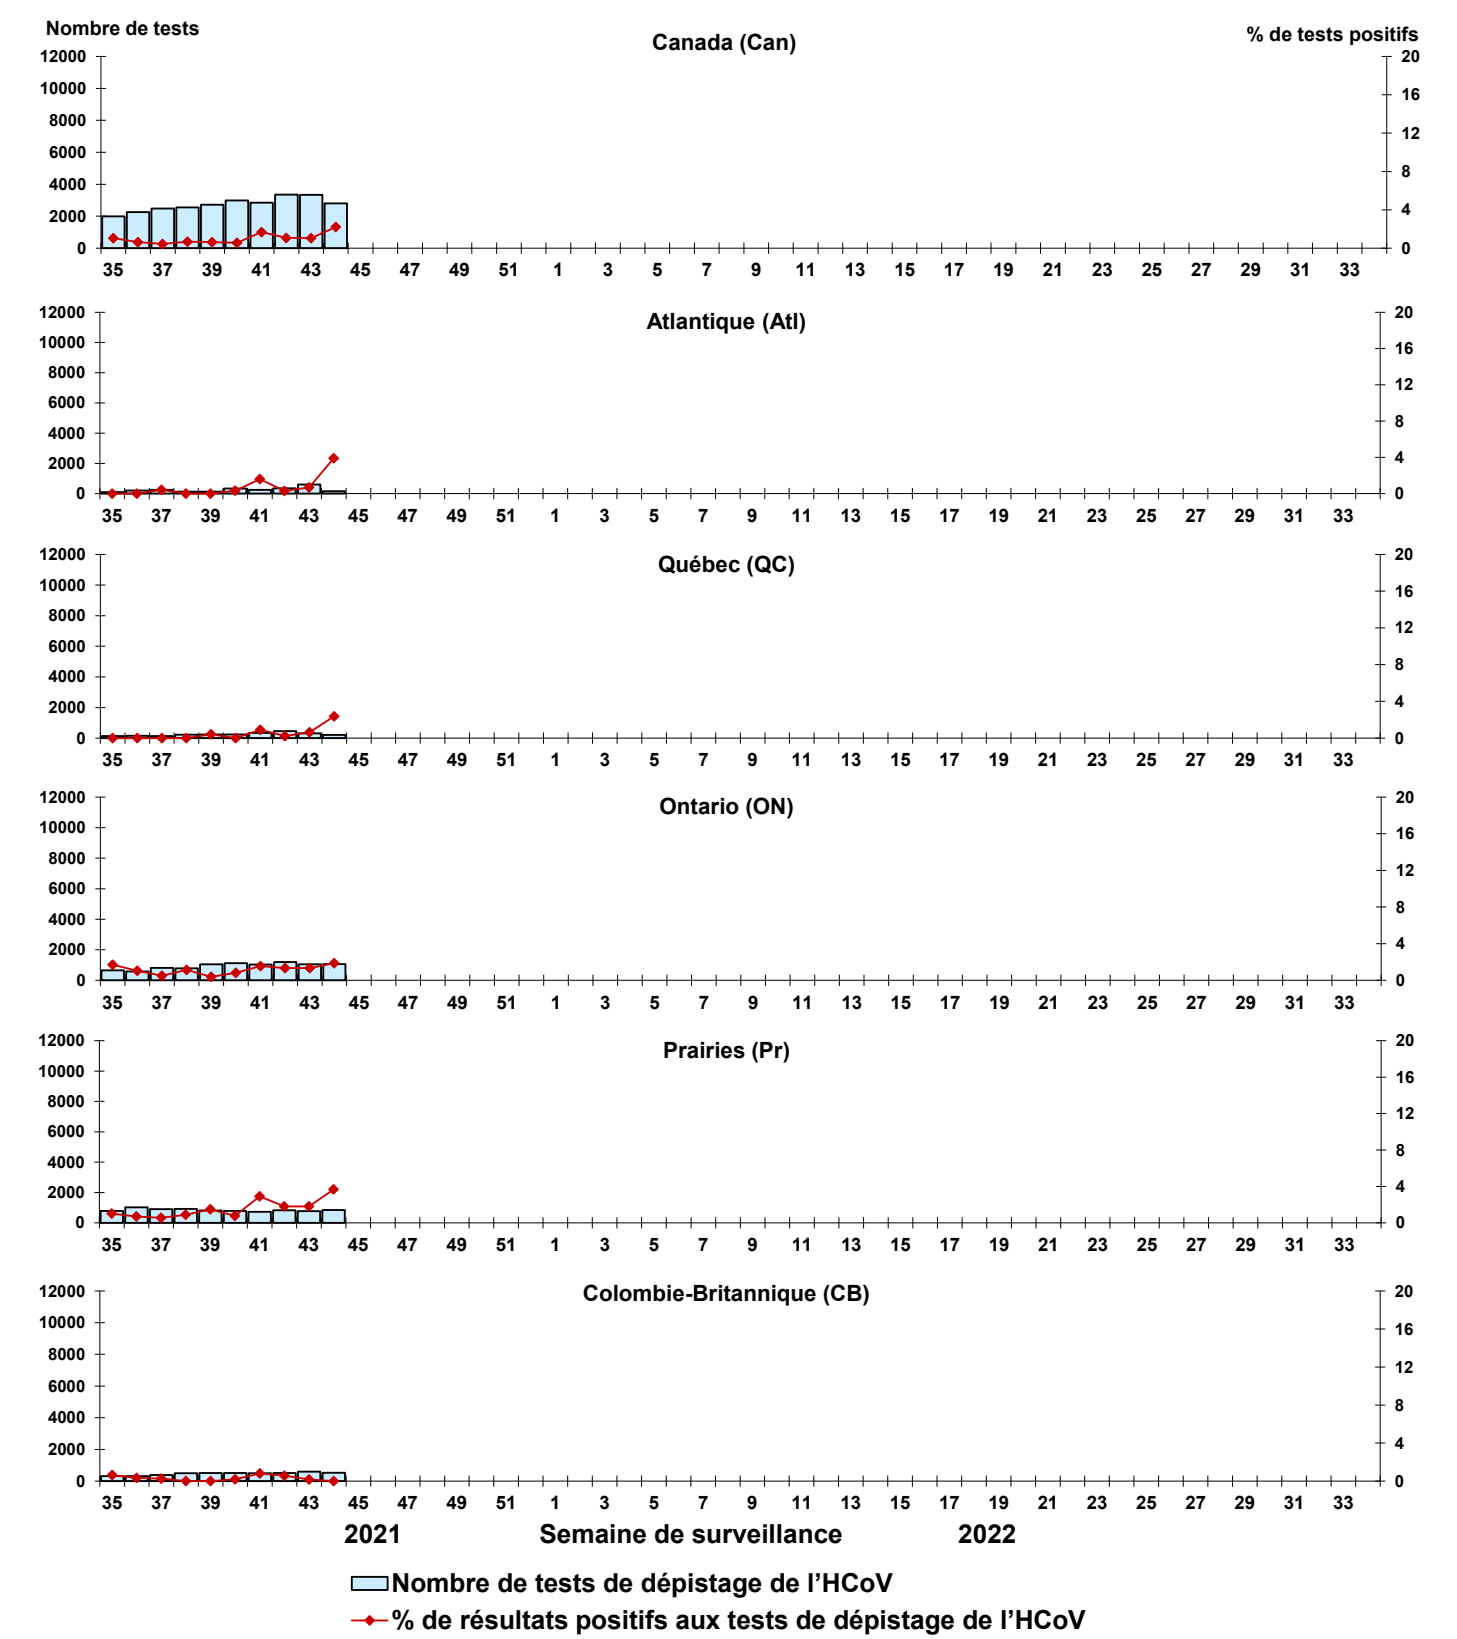 Nombre de tests
Canada (Can)
% de tests positifs
12000 10000 8000 6000 4000 2000 0
20 16 12 8 4 0
35 37 39 41 43 45 47 49 51 1 3 5 7 9 11 13 15 17 19 21 23 25 27 29 31 33
Atlantique (Atl)
12000 10000 8000 6000 4000 2000 0
20 16 12 8 4 0
35 37 39 41 43 45 47 49 51 1 3 5 7 9 11 13 15 17 19 21 23 25 27 29 31 33
Québec (QC)
12000 10000 8000 6000 4000 2000 0
20 16 12 8 4 0
35 37 39 41 43 45 47 49 51 1 3 5 7 9 11 13 15 17 19 21 23 25 27 29 31 33
Ontario (ON)
12000 10000 8000 6000 4000 2000 0
20 16 12 8 4 0
35 37 39 41 43 45 47 49 51 1 3 5 7 9 11 13 15 17 19 21 23 25 27 29 31 33
Prairies (Pr)
12000 10000 8000 6000 4000 2000 0
20 16 12 8 4 0
35 37 39 41 43 45 47 49 51 1 3 5 7 9 11 13 15 17 19 21 23 25 27 29 31 33
Colombie-Britannique (CB)
12000 10000 8000 6000 4000 2000 0
20 16 12 8 4 0
35 37 39 41 43 45 47 49 51 1 3 5 7 9 11 13 15 17 19 21 23 25 27 29 31 33
2021 Semaine de surveillance 2022
Nombre de tests de dépistage de l’HCoV
% de résultats positifs aux tests de dépistage de l’HCoV